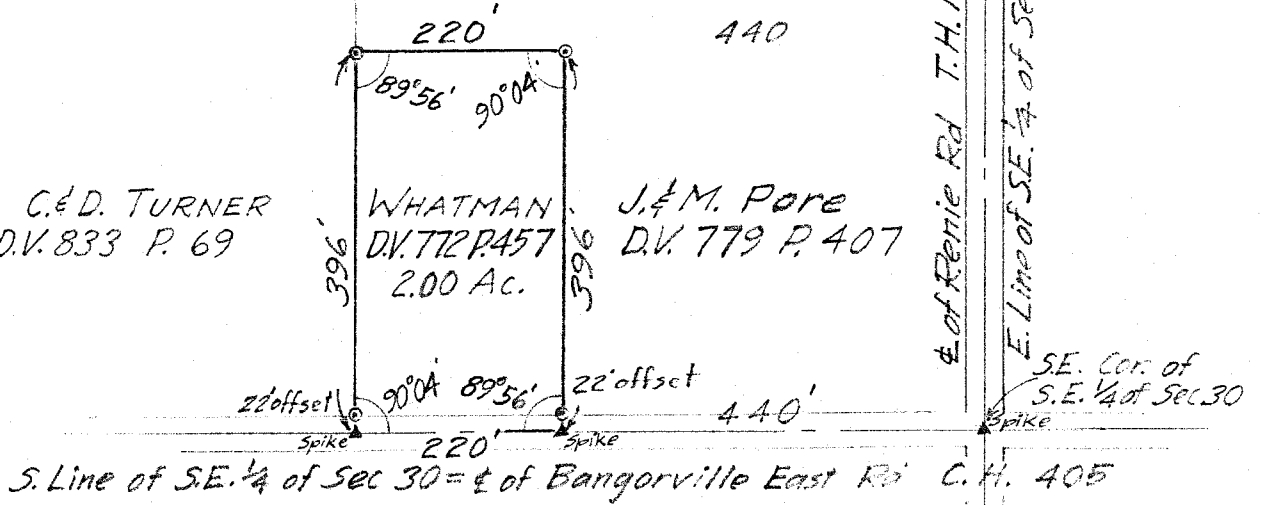 220'
440
89°56'
90°04'
C.&D. TURNER
D.V. 833 P. 69
WHATMAN
D.V. 772 P.457
2.00 Ac.
J.&M. Pore
D.V. 779 P. 407
396'
396'
℄ of Renie Rd T.H.
E. Line of S.E. ¼ of Se
S.E. Cor. of
S.E. ¼ of Sec 30
22' offset
90°04'
89°56'
22' offset
440'
Spike
220'
Spike
Spike
S. Line of S.E. ¼ of Sec 30 = ℄ of Bangorville East Rd C.H. 405